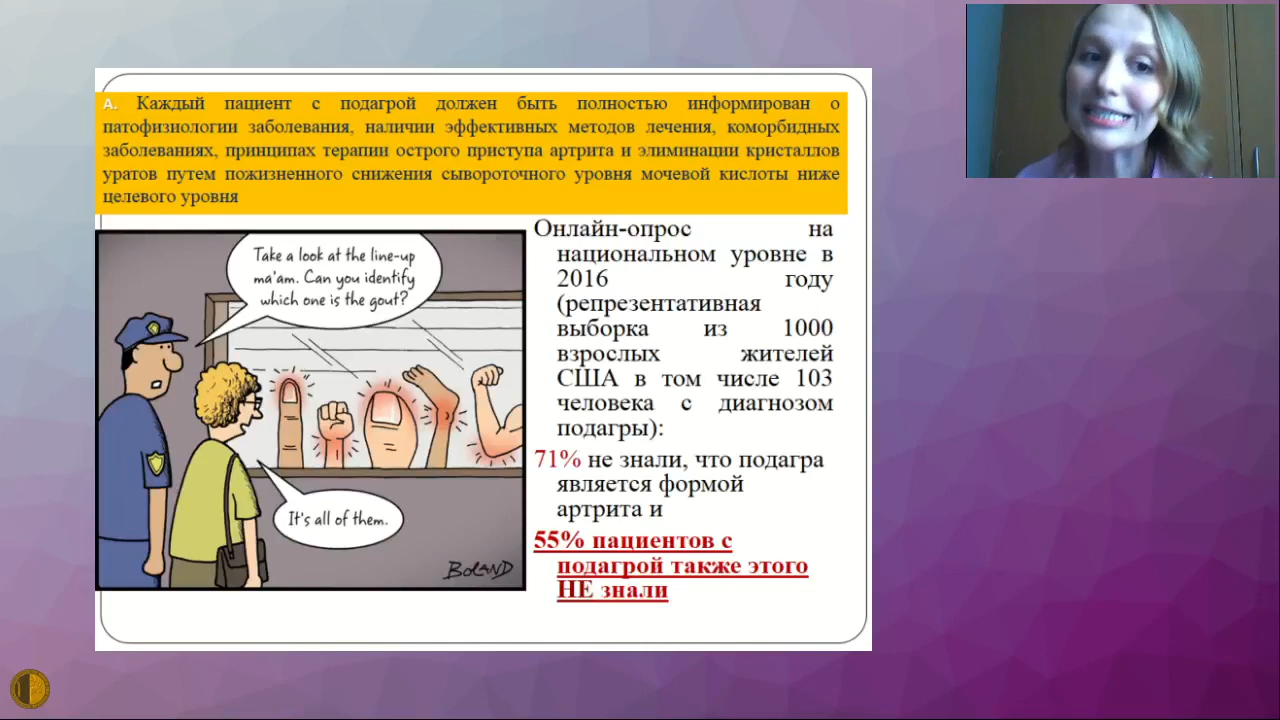 А. Каждый пациент с подагрой должен быть полностью информирован о
патофизиологии заболевания, наличии эффективных методов лечения, коморбидных
заболеваниях, принципах терапии острого приступа артрита и элиминации кристаллов
уратов путем пожизненного снижения сывороточного уровня мочевой кислоты ниже
целевого уровня
Take a look at the line-up
ma'am. Can you identify
which one is the gout?
It's all of them.
BOLAND
Онлайн-опрос на
национальном уровне в
2016 году
(репрезентативная
выборка из 1000
взрослых жителей
США в том числе 103
человека с диагнозом
подагры):
71% не знали, что подагра
является формой
артрита и
55% пациентов с
подагрой также этого
НЕ знали